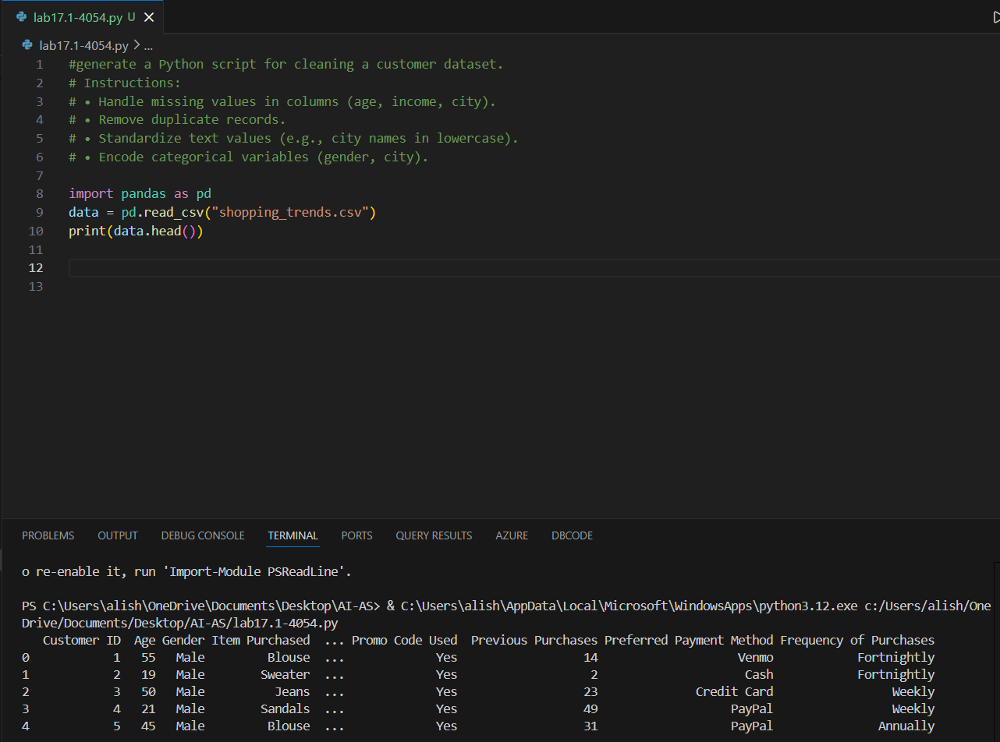 lab17.1-4054.py U ×
lab17.1-4054.py > ...
1 #generate a Python script for cleaning a customer dataset.
2 # Instructions:
3 # • Handle missing values in columns (age, income, city).
4 # • Remove duplicate records.
5 # • Standardize text values (e.g., city names in lowercase).
6 # • Encode categorical variables (gender, city).
7
8 import pandas as pd
9 data = pd.read_csv("shopping_trends.csv")
10 print(data.head())
11
12
13
PROBLEMS OUTPUT DEBUG CONSOLE TERMINAL PORTS QUERY RESULTS AZURE DBCODE
o re-enable it, run 'Import-Module PSReadLine'.
PS C:\Users\alish\OneDrive\Documents\Desktop\AI-AS> & C:\Users\alish\AppData\Local\Microsoft\WindowsApps\python3.12.exe c:/Users/alish/One
Drive/Documents/Desktop/AI-AS/lab17.1-4054.py
   Customer ID  Age Gender Item Purchased  ... Promo Code Used  Previous Purchases Preferred Payment Method Frequency of Purchases
0            1   55   Male         Blouse  ...             Yes                  14                    Venmo            Fortnightly
1            2   19   Male        Sweater  ...             Yes                   2                     Cash            Fortnightly
2            3   50   Male          Jeans  ...             Yes                  23              Credit Card                 Weekly
3            4   21   Male        Sandals  ...             Yes                  49                   PayPal                 Weekly
4            5   45   Male         Blouse  ...             Yes                  31                   PayPal               Annually